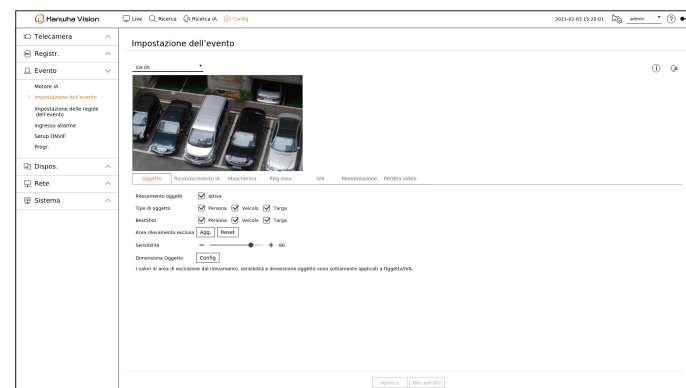 Hanwha Vision
Live Ricerca Ricerca IA Config
2021-02-03 15:26:01 admin
Telecamera
Registr.
Evento
Motore IA
Impostazione dell'evento
Impostazione delle regole
dell'evento
Ingresso allarme
Setup ONVIF
Progr.
Dispos.
Rete
Sistema
Impostazione dell'evento
CH 05
Oggetto Riconoscimento IA Mascherina Reg.mov. IVA Manomissione Perdita video
Rilevamento oggetti attiva
Tipo di oggetto Persona Veicolo Targa
BestShot Persona Veicolo Targa
Area rilevamento esclusa Agg. Reset
Sensibilità 80
Dimensione Oggetto Config
I valori di area di esclusione dal rilevamento, sensibilità e dimensione oggetto sono solitamente applicati a Oggetto/IVA.
Applica Recuperare